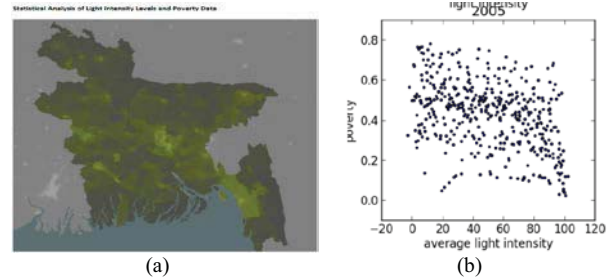 Statistical Analysis of Light Intensity Levels and Poverty Data
light intensity
2005
0.8
0.6
0.4
0.2
0.0
poverty
−20 0 20 40 60 80 100 120
average light intensity
(a) (b)